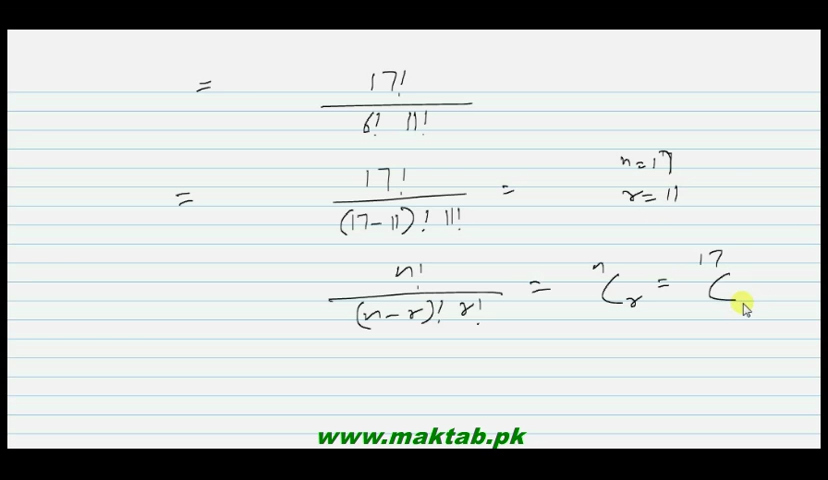 = 17! / 6! 11!
n=17
= 17! / (17-11)! 11! =
r=11
n! / (n-r)! r! = ⁿCᵣ = ¹⁷C
www.maktab.pk